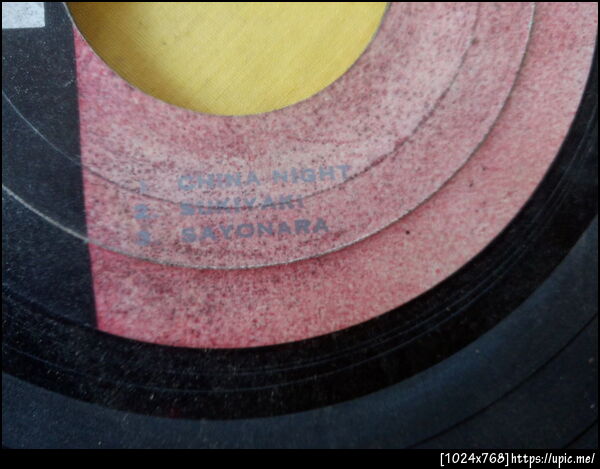 1. CHINA NIGHT
2. SUKIYAKI
3. SAYONARA
[1024x768]https://upic.me/